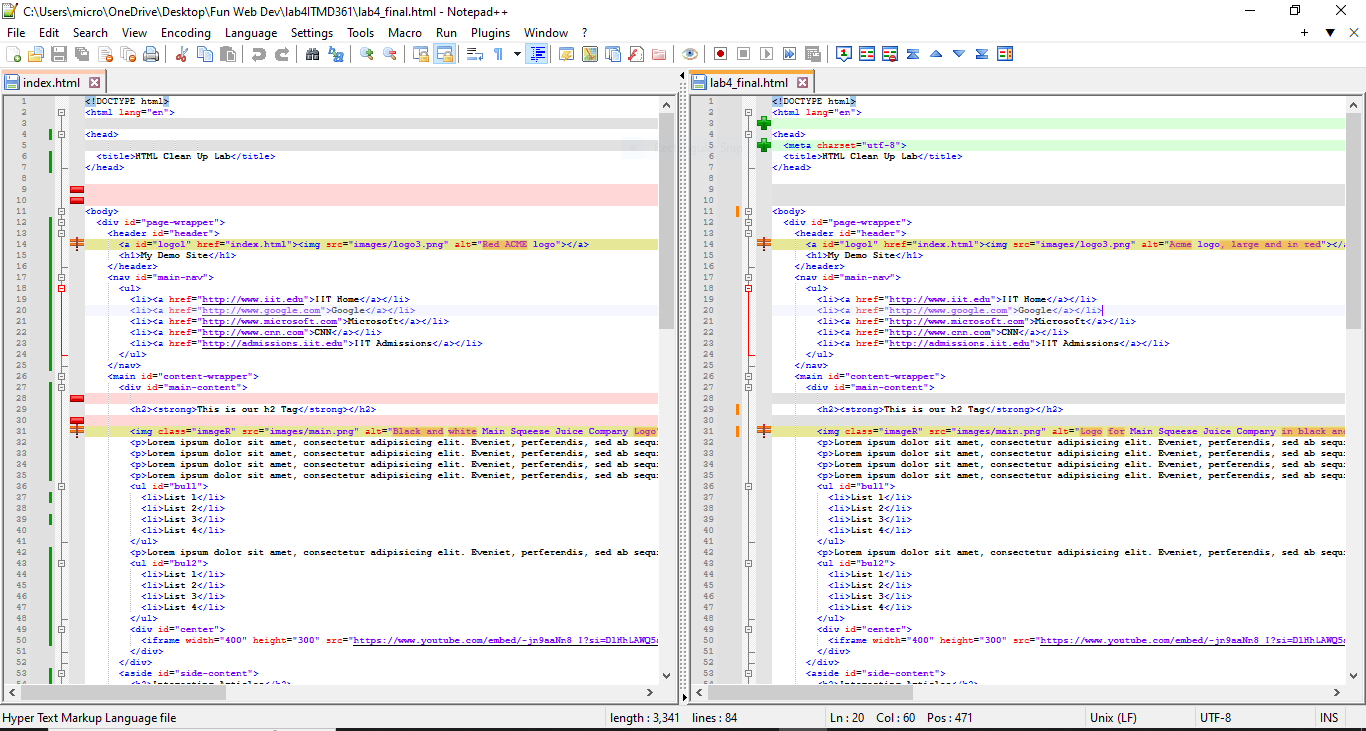 C:\Users\micro\OneDrive\Desktop\Fun Web Dev\lab4ITMD361\lab4_final.html - Notepad++
File Edit Search View Encoding Language Settings Tools Macro Run Plugins Window ?
index.html
1 <!DOCTYPE html>
2 <html lang="en">
3
4 <head>
5
6 <title>HTML Clean Up Lab</title>
7 </head>
8
9
10
11 <body>
12 <div id="page-wrapper">
13 <header id="header">
14 <a id="logo1" href="index.html"><img src="images/logo3.png" alt="Red ACME logo"></a>
15 <h1>My Demo Site</h1>
16 </header>
17 <nav id="main-nav">
18 <ul>
19 <li><a href="http://www.iit.edu">IIT Home</a></li>
20 <li><a href="http://www.google.com">Google</a></li>
21 <li><a href="http://www.microsoft.com">Microsoft</a></li>
22 <li><a href="http://www.cnn.com">CNN</a></li>
23 <li><a href="http://admissions.iit.edu">IIT Admissions</a></li>
24 </ul>
25 </nav>
26 <main id="content-wrapper">
27 <div id="main-content">
28
29 <h2><strong>This is our h2 Tag</strong></h2>
30
31 <img class="imageR" src="images/main.png" alt="Black and white Main Squeeze Juice Company Logo"
32 <p>Lorem ipsum dolor sit amet, consectetur adipisicing elit. Eveniet, perferendis, sed ab sequi
33 <p>Lorem ipsum dolor sit amet, consectetur adipisicing elit. Eveniet, perferendis, sed ab sequi
34 <p>Lorem ipsum dolor sit amet, consectetur adipisicing elit. Eveniet, perferendis, sed ab sequi
35 <p>Lorem ipsum dolor sit amet, consectetur adipisicing elit. Eveniet, perferendis, sed ab sequi
36 <ul id="bul1">
37 <li>List 1</li>
38 <li>List 2</li>
39 <li>List 3</li>
40 <li>List 4</li>
41 </ul>
42 <p>Lorem ipsum dolor sit amet, consectetur adipisicing elit. Eveniet, perferendis, sed ab sequi
43 <ul id="bul2">
44 <li>List 1</li>
45 <li>List 2</li>
46 <li>List 3</li>
47 <li>List 4</li>
48 </ul>
49 <div id="center">
50 <iframe width="400" height="300" src="https://www.youtube.com/embed/-jn9aaNn8_I?si=DlHhLAWQ5
51 </div>
52 </div>
53 <aside id="side-content">
<h2>Interesting Articles</h2>
lab4_final.html
1 <!DOCTYPE html>
2 <html lang="en">
3
4 <head>
5 <meta charset="utf-8">
6 <title>HTML Clean Up Lab</title>
7 </head>
8
9
10
11 <body>
12 <div id="page-wrapper">
13 <header id="header">
14 <a id="logo1" href="index.html"><img src="images/logo3.png" alt="Acme logo, large and in red"></
15 <h1>My Demo Site</h1>
16 </header>
17 <nav id="main-nav">
18 <ul>
19 <li><a href="http://www.iit.edu">IIT Home</a></li>
20 <li><a href="http://www.google.com">Google</a></li>
21 <li><a href="http://www.microsoft.com">Microsoft</a></li>
22 <li><a href="http://www.cnn.com">CNN</a></li>
23 <li><a href="http://admissions.iit.edu">IIT Admissions</a></li>
24 </ul>
25 </nav>
26 <main id="content-wrapper">
27 <div id="main-content">
28
29 <h2><strong>This is our h2 Tag</strong></h2>
30
31 <img class="imageR" src="images/main.png" alt="Logo for Main Squeeze Juice Company in black and
32 <p>Lorem ipsum dolor sit amet, consectetur adipisicing elit. Eveniet, perferendis, sed ab sequi
33 <p>Lorem ipsum dolor sit amet, consectetur adipisicing elit. Eveniet, perferendis, sed ab sequi
34 <p>Lorem ipsum dolor sit amet, consectetur adipisicing elit. Eveniet, perferendis, sed ab sequi
35 <p>Lorem ipsum dolor sit amet, consectetur adipisicing elit. Eveniet, perferendis, sed ab sequi
36 <ul id="bul1">
37 <li>List 1</li>
38 <li>List 2</li>
39 <li>List 3</li>
40 <li>List 4</li>
41 </ul>
42 <p>Lorem ipsum dolor sit amet, consectetur adipisicing elit. Eveniet, perferendis, sed ab sequi
43 <ul id="bul2">
44 <li>List 1</li>
45 <li>List 2</li>
46 <li>List 3</li>
47 <li>List 4</li>
48 </ul>
49 <div id="center">
50 <iframe width="400" height="300" src="https://www.youtube.com/embed/-jn9aaNn8_I?si=DlHhLAWQ5
51 </div>
52 </div>
53 <aside id="side-content">
<h2>Interesting Articles</h2>
Hyper Text Markup Language file length : 3,341 lines : 84 Ln : 20 Col : 60 Pos : 471 Unix (LF) UTF-8 INS